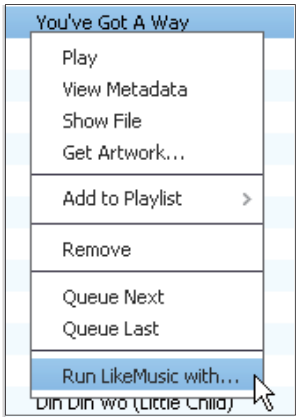 You've Got A Way
Play
View Metadata
Show File
Get Artwork...
Add to Playlist
Remove
Queue Next
Queue Last
Run LikeMusic with...
Din Din Wo (Little Child)